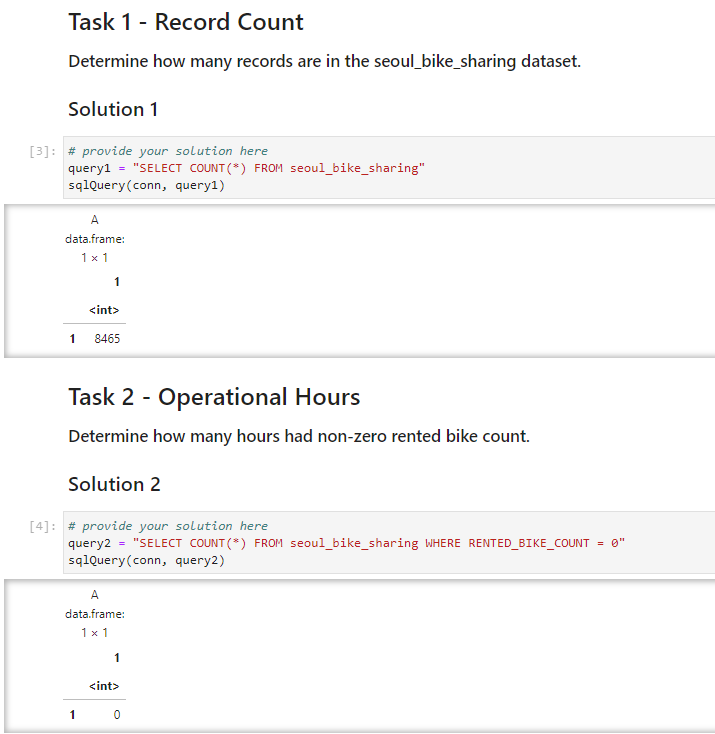 Task 1 - Record Count
Determine how many records are in the seoul_bike_sharing dataset.
Solution 1
[3]: # provide your solution here
query1 = "SELECT COUNT(*) FROM seoul_bike_sharing"
sqlQuery(conn, query1)
A
data.frame:
1 × 1
1
<int>
1 8465
Task 2 - Operational Hours
Determine how many hours had non-zero rented bike count.
Solution 2
[4]: # provide your solution here
query2 = "SELECT COUNT(*) FROM seoul_bike_sharing WHERE RENTED_BIKE_COUNT = 0"
sqlQuery(conn, query2)
A
data.frame:
1 × 1
1
<int>
1 0